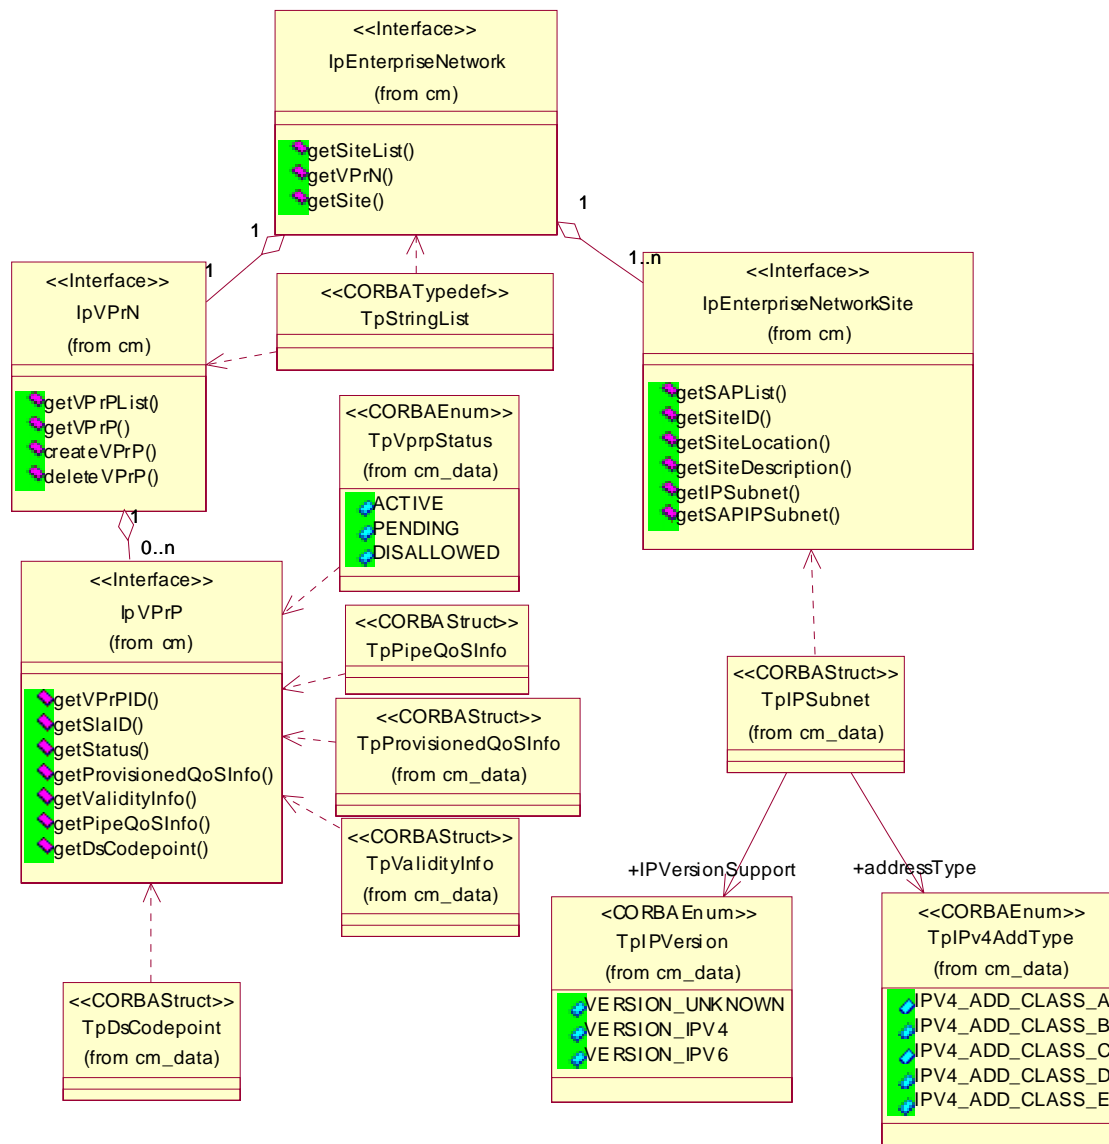 <<Interface>>
IpEnterpriseNetwork
(from cm)
getSiteList()
getVPrN()
getSite()
1
1
1
1..n
<<Interface>>
IpVPrN
(from cm)
getVPrPList()
getVPrP()
createVPrP()
deleteVPrP()
<<CORBATypedef>>
TpStringList
<<Interface>>
IpEnterpriseNetworkSite
(from cm)
getSAPList()
getSiteID()
getSiteLocation()
getSiteDescription()
getIPSubnet()
getSAPIPSubnet()
<<CORBAEnum>>
TpVprpStatus
(from cm_data)
ACTIVE
PENDING
DISALLOWED
1
0..n
<<Interface>>
IpVPrP
(from cm)
getVPrPID()
getSlaID()
getStatus()
getProvisionedQoSInfo()
getValidityInfo()
getPipeQoSInfo()
getDsCodepoint()
<<CORBAStruct>>
TpPipeQoSInfo
<<CORBAStruct>>
TpProvisionedQoSInfo
(from cm_data)
<<CORBAStruct>>
TpValidityInfo
(from cm_data)
<<CORBAStruct>>
TpIPSubnet
(from cm_data)
+IPVersionSupport
+addressType
<CORBAEnum>>
TpIPVersion
(from cm_data)
VERSION_UNKNOWN
VERSION_IPV4
VERSION_IPV6
<<CORBAEnum>>
TpIPv4AddType
(from cm_data)
IPV4_ADD_CLASS_A
IPV4_ADD_CLASS_B
IPV4_ADD_CLASS_C
IPV4_ADD_CLASS_D
IPV4_ADD_CLASS_E
<<CORBAStruct>>
TpDsCodepoint
(from cm_data)